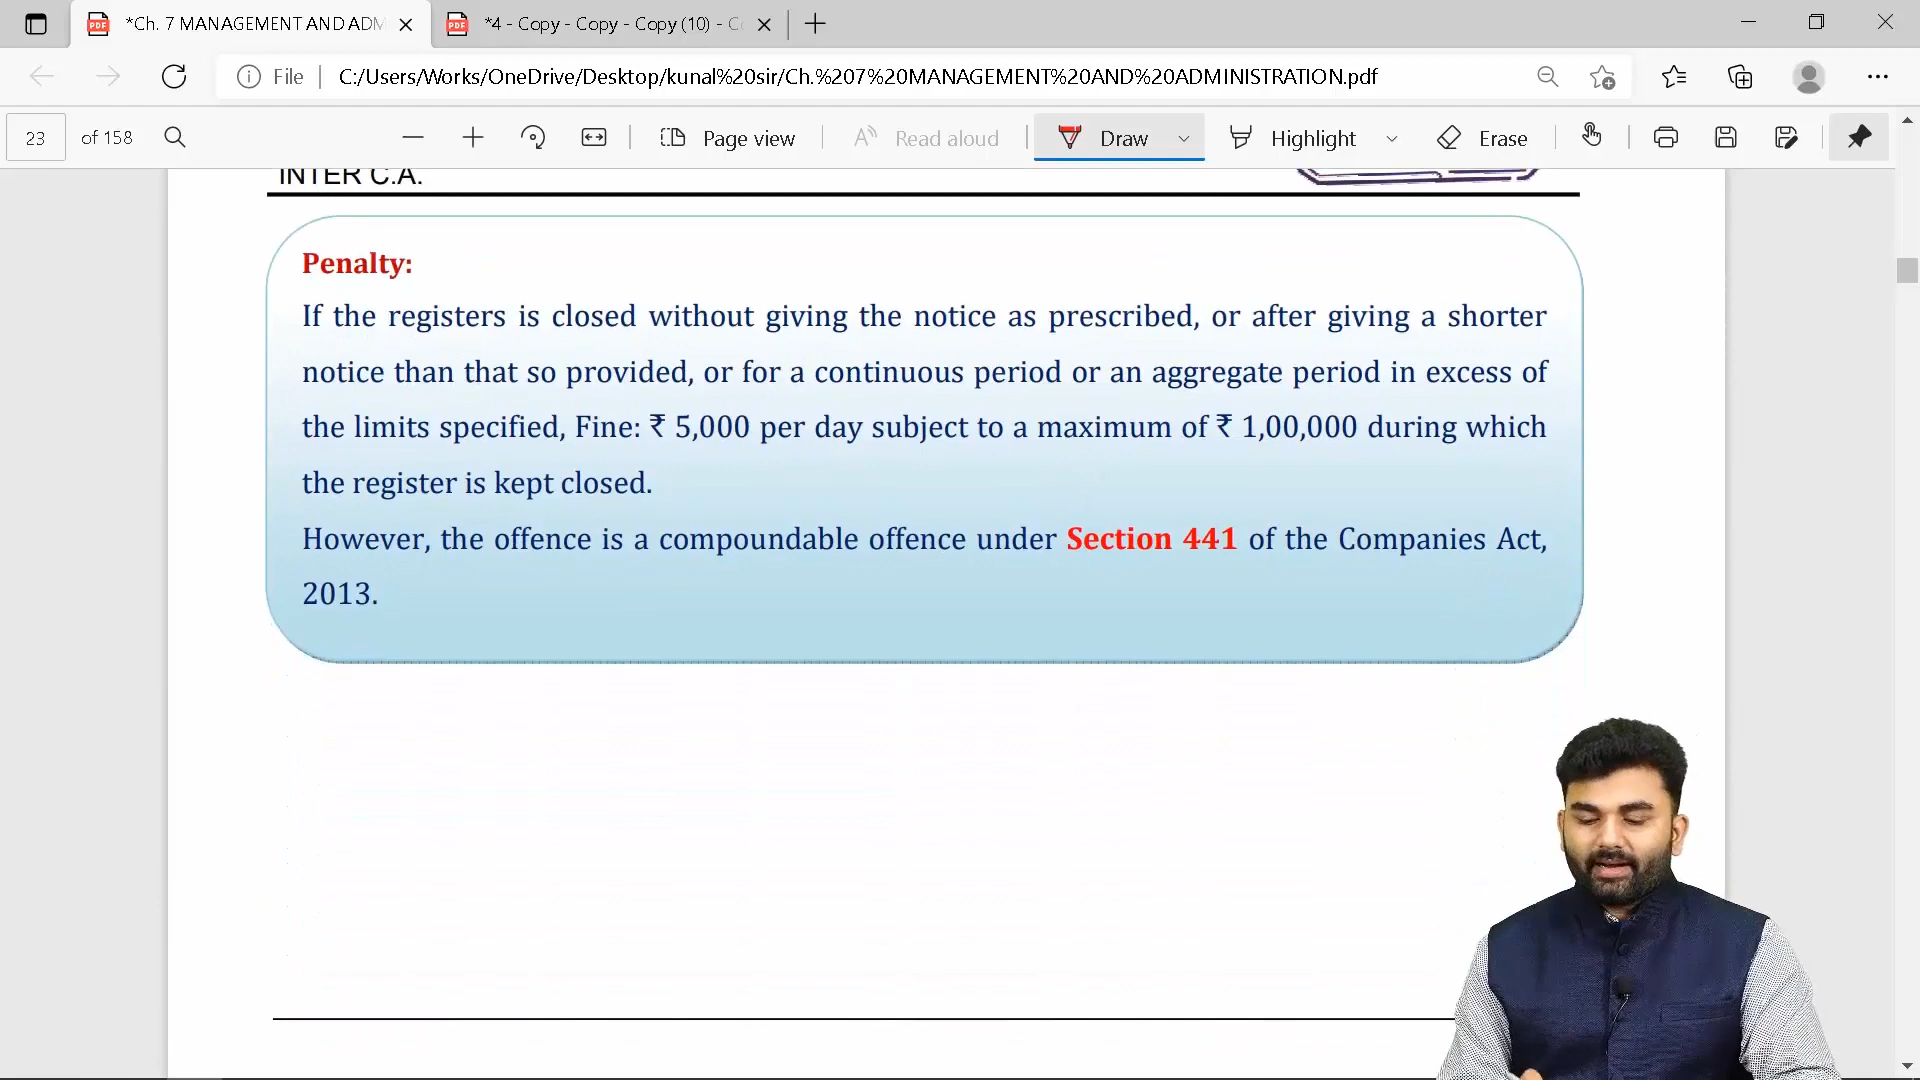 *Ch. 7 MANAGEMENT AND ADM
*4 - Copy - Copy - Copy (10) - Co
File
C:/Users/Works/OneDrive/Desktop/kunal%20sir/Ch.%207%20MANAGEMENT%20AND%20ADMINISTRATION.pdf
23 of 158
Page view
Read aloud
Draw
Highlight
Erase
INTER C.A.
Penalty:
If the registers is closed without giving the notice as prescribed, or after giving a shorter
notice than that so provided, or for a continuous period or an aggregate period in excess of
the limits specified, Fine: ₹ 5,000 per day subject to a maximum of ₹ 1,00,000 during which
the register is kept closed.
However, the offence is a compoundable offence under Section 441 of the Companies Act,
2013.